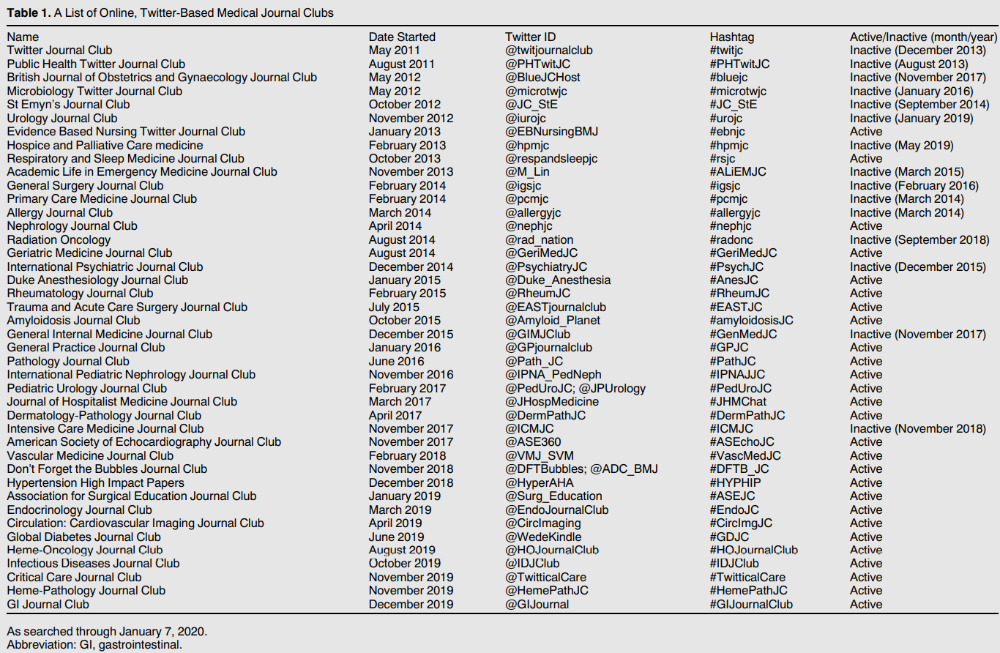 Table 1. A List of Online, Twitter-Based Medical Journal Clubs
Name Date Started Twitter ID Hashtag Active/Inactive (month/year)
Twitter Journal Club May 2011 @twitjournalclub #twitjc Inactive (December 2013)
Public Health Twitter Journal Club August 2011 @PHTwitJC #PHTwitJC Inactive (August 2013)
British Journal of Obstetrics and Gynaecology Journal Club May 2012 @BlueJCHost #bluejc Inactive (November 2017)
Microbiology Twitter Journal Club May 2012 @microtwjc #microtwjc Inactive (January 2016)
St Emyn's Journal Club October 2012 @JC_StE #JC_StE Inactive (September 2014)
Urology Journal Club November 2012 @iurojc #urojc Inactive (January 2019)
Evidence Based Nursing Twitter Journal Club January 2013 @EBNursingBMJ #ebnjc Active
Hospice and Palliative Care medicine February 2013 @hpmjc #hpmjc Inactive (May 2019)
Respiratory and Sleep Medicine Journal Club October 2013 @respandsleepjc #rsjc Active
Academic Life in Emergency Medicine Journal Club November 2013 @M_Lin #ALiEMJC Inactive (March 2015)
General Surgery Journal Club February 2014 @igsjc #igsjc Inactive (February 2016)
Primary Care Medicine Journal Club February 2014 @pcmjc #pcmjc Inactive (March 2014)
Allergy Journal Club March 2014 @allergyjc #allergyjc Inactive (March 2014)
Nephrology Journal Club April 2014 @nephjc #nephjc Active
Radiation Oncology August 2014 @rad_nation #radonc Inactive (September 2018)
Geriatric Medicine Journal Club August 2014 @GeriMedJC #GeriMedJC Active
International Psychiatric Journal Club December 2014 @PsychiatryJC #PsychJC Inactive (December 2015)
Duke Anesthesiology Journal Club January 2015 @Duke_Anesthesia #AnesJC Active
Rheumatology Journal Club February 2015 @RheumJC #RheumJC Active
Trauma and Acute Care Surgery Journal Club July 2015 @EASTjournalclub #EASTJC Active
Amyloidosis Journal Club October 2015 @Amyloid_Planet #amyloidosisJC Active
General Internal Medicine Journal Club December 2015 @GIMJClub #GenMedJC Inactive (November 2017)
General Practice Journal Club January 2016 @GPjournalclub #GPJC Active
Pathology Journal Club June 2016 @Path_JC #PathJC Active
International Pediatric Nephrology Journal Club November 2016 @IPNA_PedNeph #IPNAJJC Active
Pediatric Urology Journal Club February 2017 @PedUroJC; @JPUrology #PedUroJC Active
Journal of Hospitalist Medicine Journal Club March 2017 @JHospMedicine #JHMChat Active
Dermatology-Pathology Journal Club April 2017 @DermPathJC #DermPathJC Active
Intensive Care Medicine Journal Club November 2017 @ICMJC #ICMJC Inactive (November 2018)
American Society of Echocardiography Journal Club November 2017 @ASE360 #ASEchoJC Active
Vascular Medicine Journal Club February 2018 @VMJ_SVM #VascMedJC Active
Don't Forget the Bubbles Journal Club November 2018 @DFTBubbles; @ADC_BMJ #DFTB_JC Active
Hypertension High Impact Papers December 2018 @HyperAHA #HYPHIP Active
Association for Surgical Education Journal Club January 2019 @Surg_Education #ASEJC Active
Endocrinology Journal Club March 2019 @EndoJournalClub #EndoJC Active
Circulation: Cardiovascular Imaging Journal Club April 2019 @CircImaging #CircImgJC Active
Global Diabetes Journal Club June 2019 @WedeKindle #GDJC Active
Heme-Oncology Journal Club August 2019 @HOJournalClub #HOJournalClub Active
Infectious Diseases Journal Club October 2019 @IDJClub #IDJClub Active
Critical Care Journal Club November 2019 @TwitticalCare #TwitticalCare Active
Heme-Pathology Journal Club November 2019 @HemePathJC #HemePathJC Active
GI Journal Club December 2019 @GIJournal #GIJournalClub Active
As searched through January 7, 2020.
Abbreviation: GI, gastrointestinal.